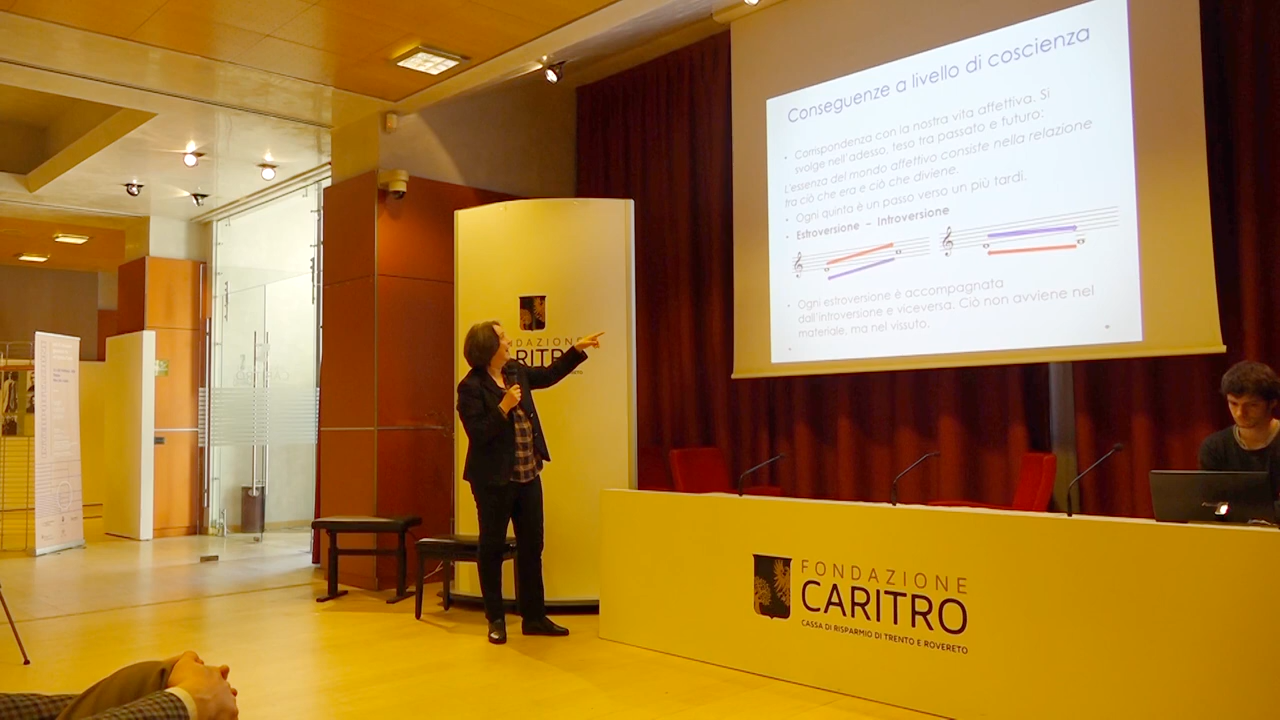 Conseguenze a livello di coscienza
• Corrispondenza con la nostra vita affettiva. Si
svolge nell'adesso, teso tra passato e futuro:
L'essenza del mondo affettivo consiste nella relazione
tra ciò che era e ciò che diviene.
• Ogni quinta è un passo verso un più tardi.
• Estroversione – Introversione
• Ogni estroversione è accompagnata
dall'introversione e viceversa. Ciò non avviene nel
materiale, ma nel vissuto.
FONDAZIONE
CARITRO
CASSA DI RISPARMIO DI TRENTO E ROVERETO